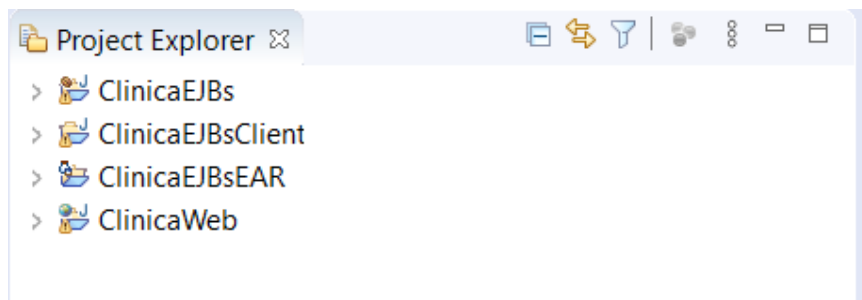 Project Explorer
ClinicaEJBs
ClinicaEJBsClient
ClinicaEJBsEAR
ClinicaWeb